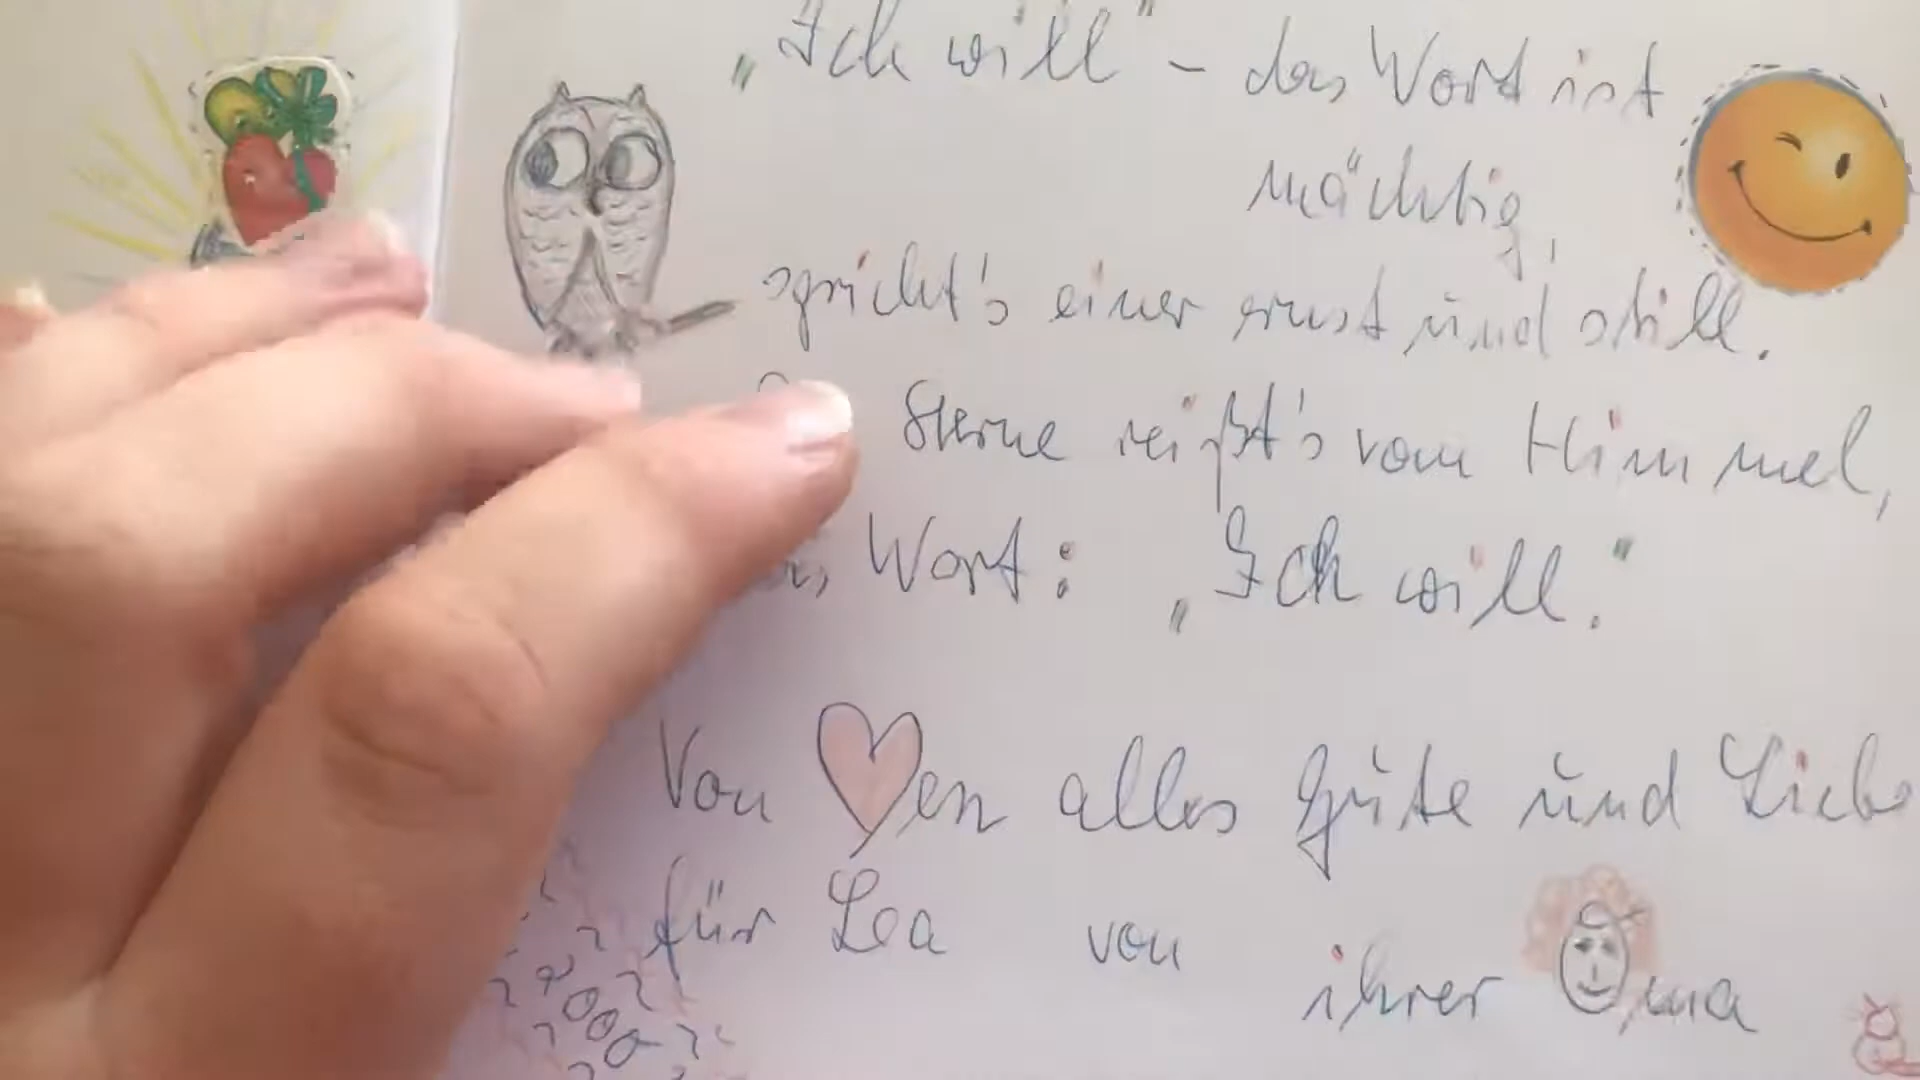 „Ich will“ - das Wort ist
mächtig,
spricht's einer ernst und still.
Sterne reißt's vom Himmel,
Wort: „Ich will.“
Von ♥en alles Gute und Liebe
für Lea von ihrer Oma